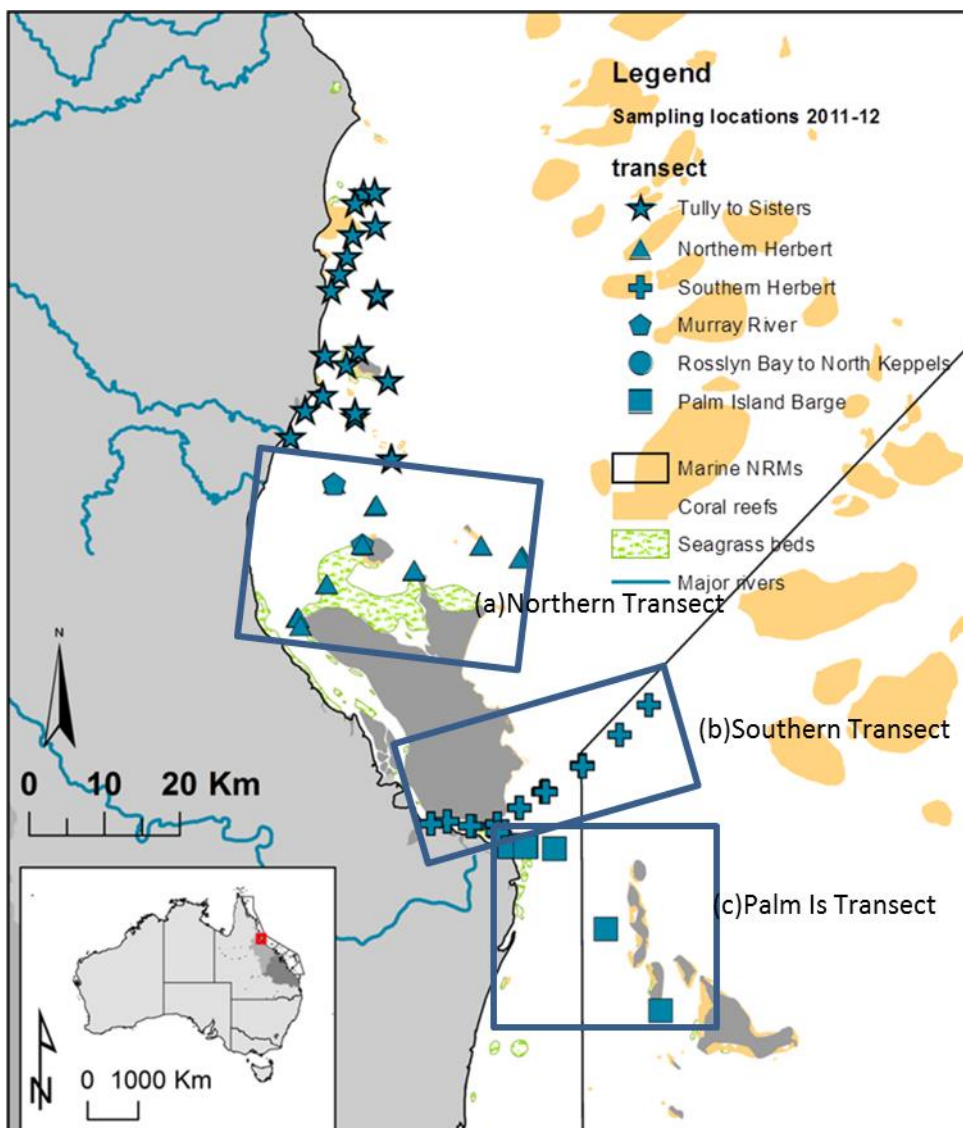 Legend
Sampling locations 2011-12
transect
Tully to Sisters
Northern Herbert
Southern Herbert
Murray River
Rosslyn Bay to North Keppels
Palm Island Barge
Marine NRMs
Coral reefs
Seagrass beds
Major rivers
(a)Northern Transect
N
(b)Southern Transect
0 10 20 Km
(c)Palm Is Transect
N
0 1000 Km